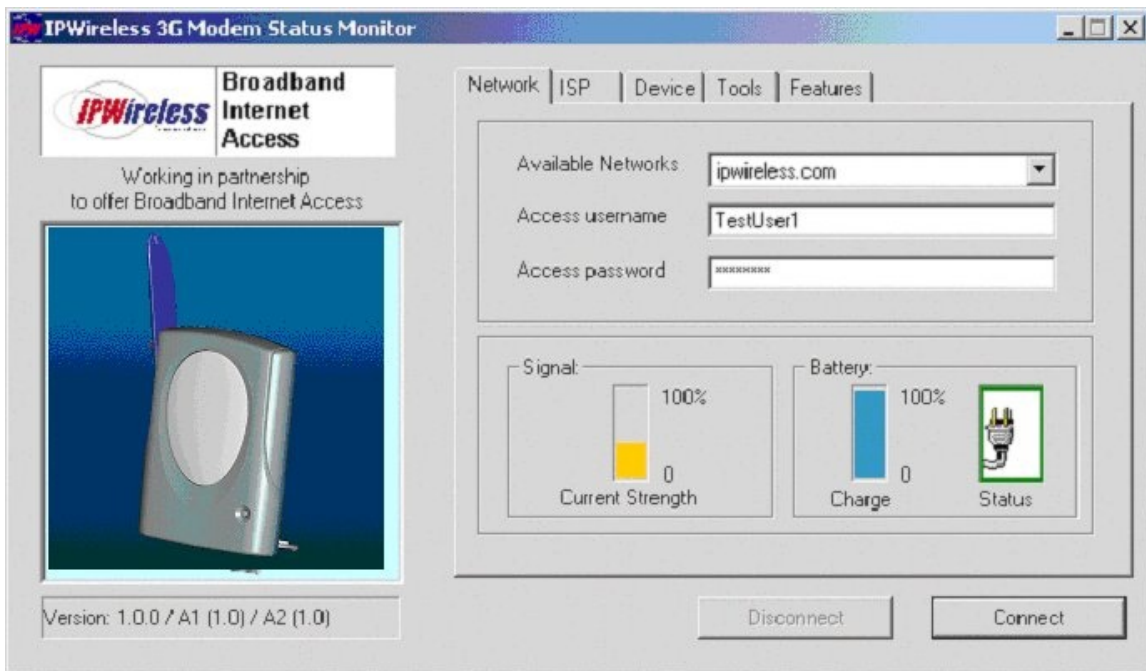 IPWireless 3G Modem Status Monitor
IPWireless
Broadband
Internet
Access
Working in partnership
to offer Broadband Internet Access
Version: 1.0.0 / A1 (1.0) / A2 (1.0)
Network ISP Device Tools Features
Available Networks ipwireless.com
Access username TestUser1
Access password ********
Signal: Battery:
100% 100%
0 0
Current Strength Charge Status
Disconnect Connect